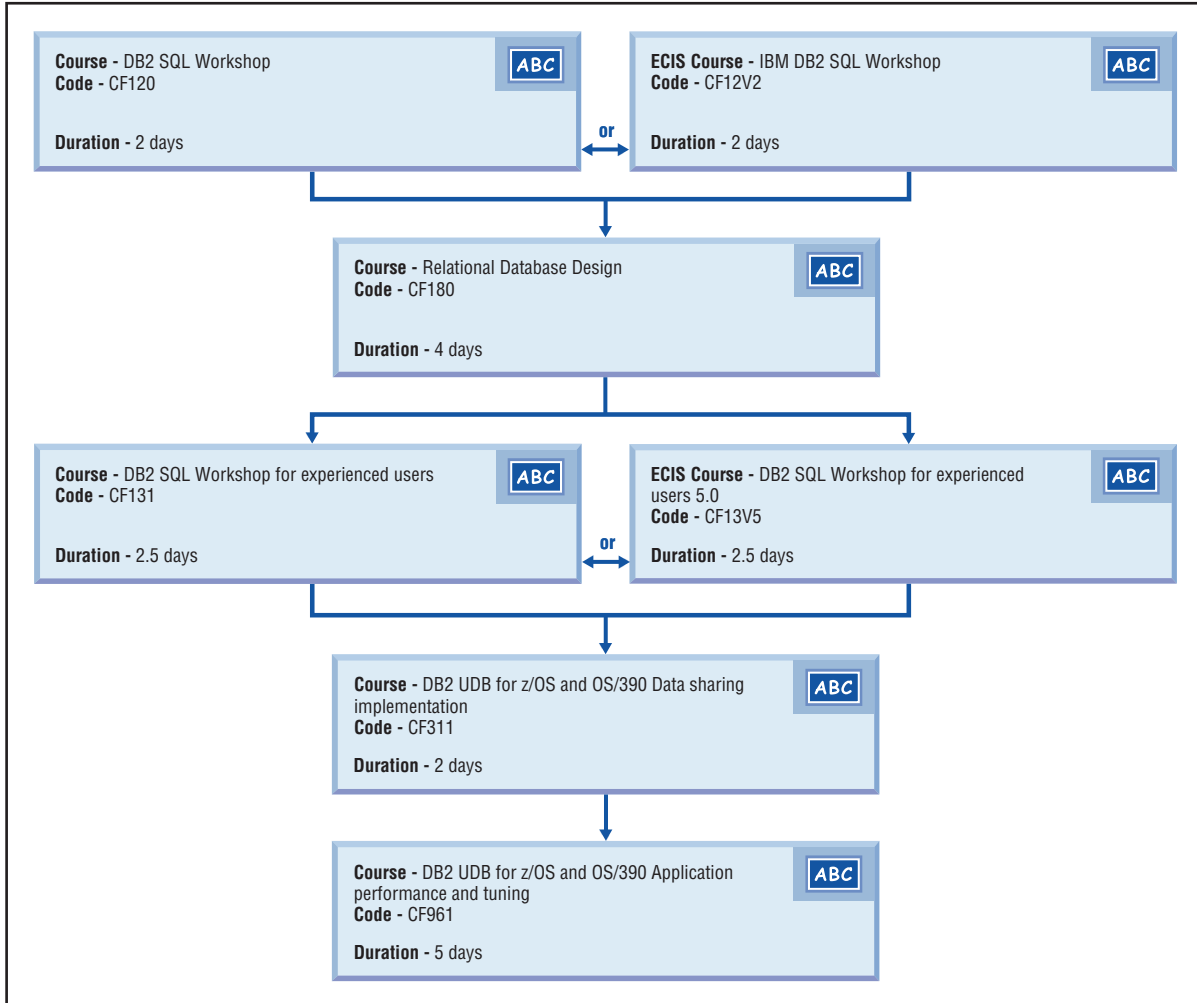 Course - DB2 SQL Workshop
Code - CF120
Duration - 2 days
ABC
or
ECIS Course - IBM DB2 SQL Workshop
Code - CF12V2
Duration - 2 days
ABC
Course - Relational Database Design
Code - CF180
Duration - 4 days
ABC
Course - DB2 SQL Workshop for experienced users
Code - CF131
Duration - 2.5 days
ABC
or
ECIS Course - DB2 SQL Workshop for experienced
users 5.0
Code - CF13V5
Duration - 2.5 days
ABC
Course - DB2 UDB for z/OS and OS/390 Data sharing
implementation
Code - CF311
Duration - 2 days
ABC
Course - DB2 UDB for z/OS and OS/390 Application
performance and tuning
Code - CF961
Duration - 5 days
ABC